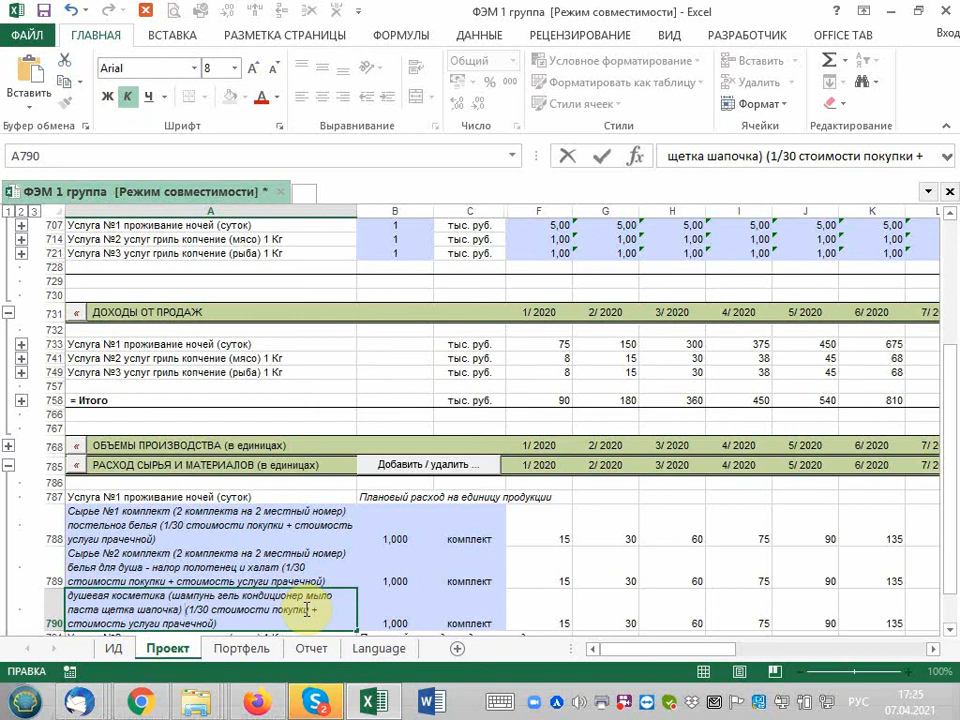 ФЭМ 1 группа [Режим совместимости] - Excel
ФАЙЛ ГЛАВНАЯ ВСТАВКА РАЗМЕТКА СТРАНИЦЫ ФОРМУЛЫ ДАННЫЕ РЕЦЕНЗИРОВАНИЕ ВИД РАЗРАБОТЧИК OFFICE TAB Вход
Вставить
Arial 8
Ж К Ч
Общий
Условное форматирование
Форматировать как таблицу
Стили ячеек
Вставить
Удалить
Формат
Буфер обмена Шрифт Выравнивание Число Стили Ячейки Редактирование
A790 щетка шапочка) (1/30 стоимости покупки +
ФЭМ 1 группа [Режим совместимости] *
1 2 3 A B C F G H I J K L
707 Услуга №1 проживание ночей (суток) 1 тыс. руб. 5,00 5,00 5,00 5,00 5,00 5,00
714 Услуга №2 услуг гриль копчение (мясо) 1 Кг 1 тыс. руб. 1,00 1,00 1,00 1,00 1,00 1,00
721 Услуга №3 услуг гриль копчение (рыба) 1 Кг 1 тыс. руб. 1,00 1,00 1,00 1,00 1,00 1,00
728
729
730
731 « ДОХОДЫ ОТ ПРОДАЖ 1/ 2020 2/ 2020 3/ 2020 4/ 2020 5/ 2020 6/ 2020 7/ 2020
732
733 Услуга №1 проживание ночей (суток) тыс. руб. 75 150 300 375 450 675
741 Услуга №2 услуг гриль копчение (мясо) 1 Кг тыс. руб. 8 15 30 38 45 68
749 Услуга №3 услуг гриль копчение (рыба) 1 Кг тыс. руб. 8 15 30 38 45 68
757
758 = Итого тыс. руб. 90 180 360 450 540 810
766
767
768 « ОБЪЕМЫ ПРОИЗВОДСТВА (в единицах) 1/ 2020 2/ 2020 3/ 2020 4/ 2020 5/ 2020 6/ 2020 7/ 2020
785 « РАСХОД СЫРЬЯ И МАТЕРИАЛОВ (в единицах) Добавить / удалить ... 1/ 2020 2/ 2020 3/ 2020 4/ 2020 5/ 2020 6/ 2020 7/ 2020
786
787 Услуга №1 проживание ночей (суток) Плановый расход на единицу продукции
Сырье №1 комплект (2 комплекта на 2 местный номер)
постельног белья (1/30 стоимости покупки + стоимость
788 услуги прачечной) 1,000 комплект 15 30 60 75 90 135
Сырье №2 комплект (2 комплекта на 2 местный номер)
белья для душа - налор полотенец и халат (1/30
789 стоимости покупки + стоимость услуги прачечной) 1,000 комплект 15 30 60 75 90 135
душевая косметика (шампунь гель кондиционер мыло
паста щетка шапочка) (1/30 стоимости покупки +
790 стоимость услуги прачечной) 1,000 комплект 15 30 60 75 90 135
ИД Проект Портфель Отчет Language
ПРАВКА 100%
РУС 17:25
07.04.2021